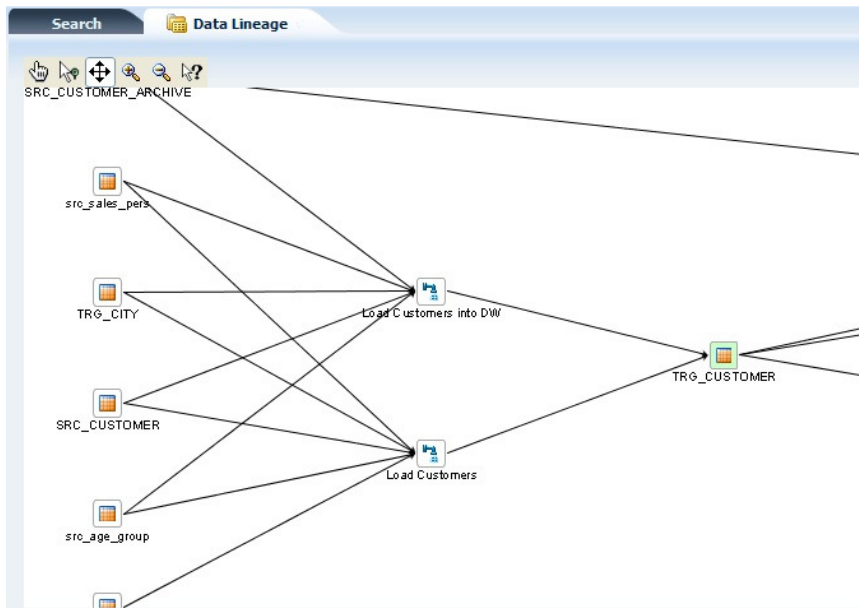 Search
Data Lineage
SRC_CUSTOMER_ARCHIVE
src_sales_pers
TRG_CITY
Load Customers into DW
TRG_CUSTOMER
SRC_CUSTOMER
Load Customers
src_age_group